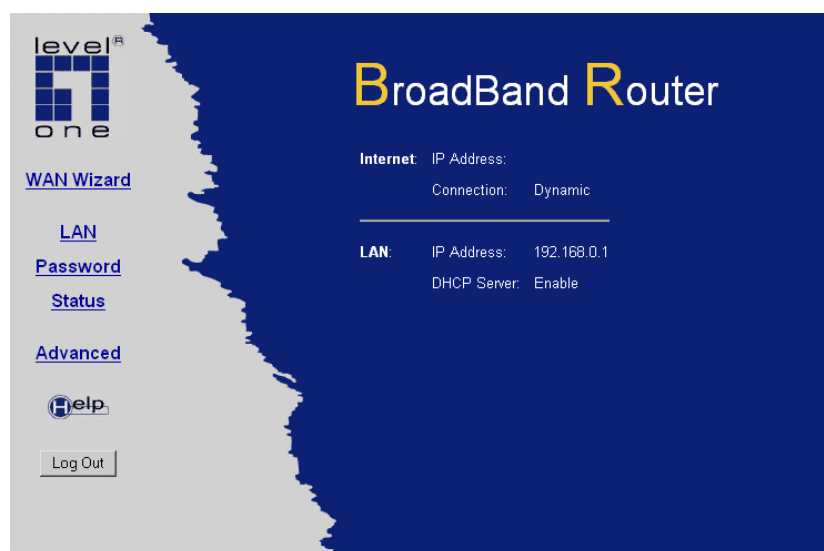 level®
one
WAN Wizard
LAN
Password
Status
Advanced
Help
Log Out
BroadBand Router
Internet: IP Address:
Connection: Dynamic
LAN: IP Address: 192.168.0.1
DHCP Server: Enable